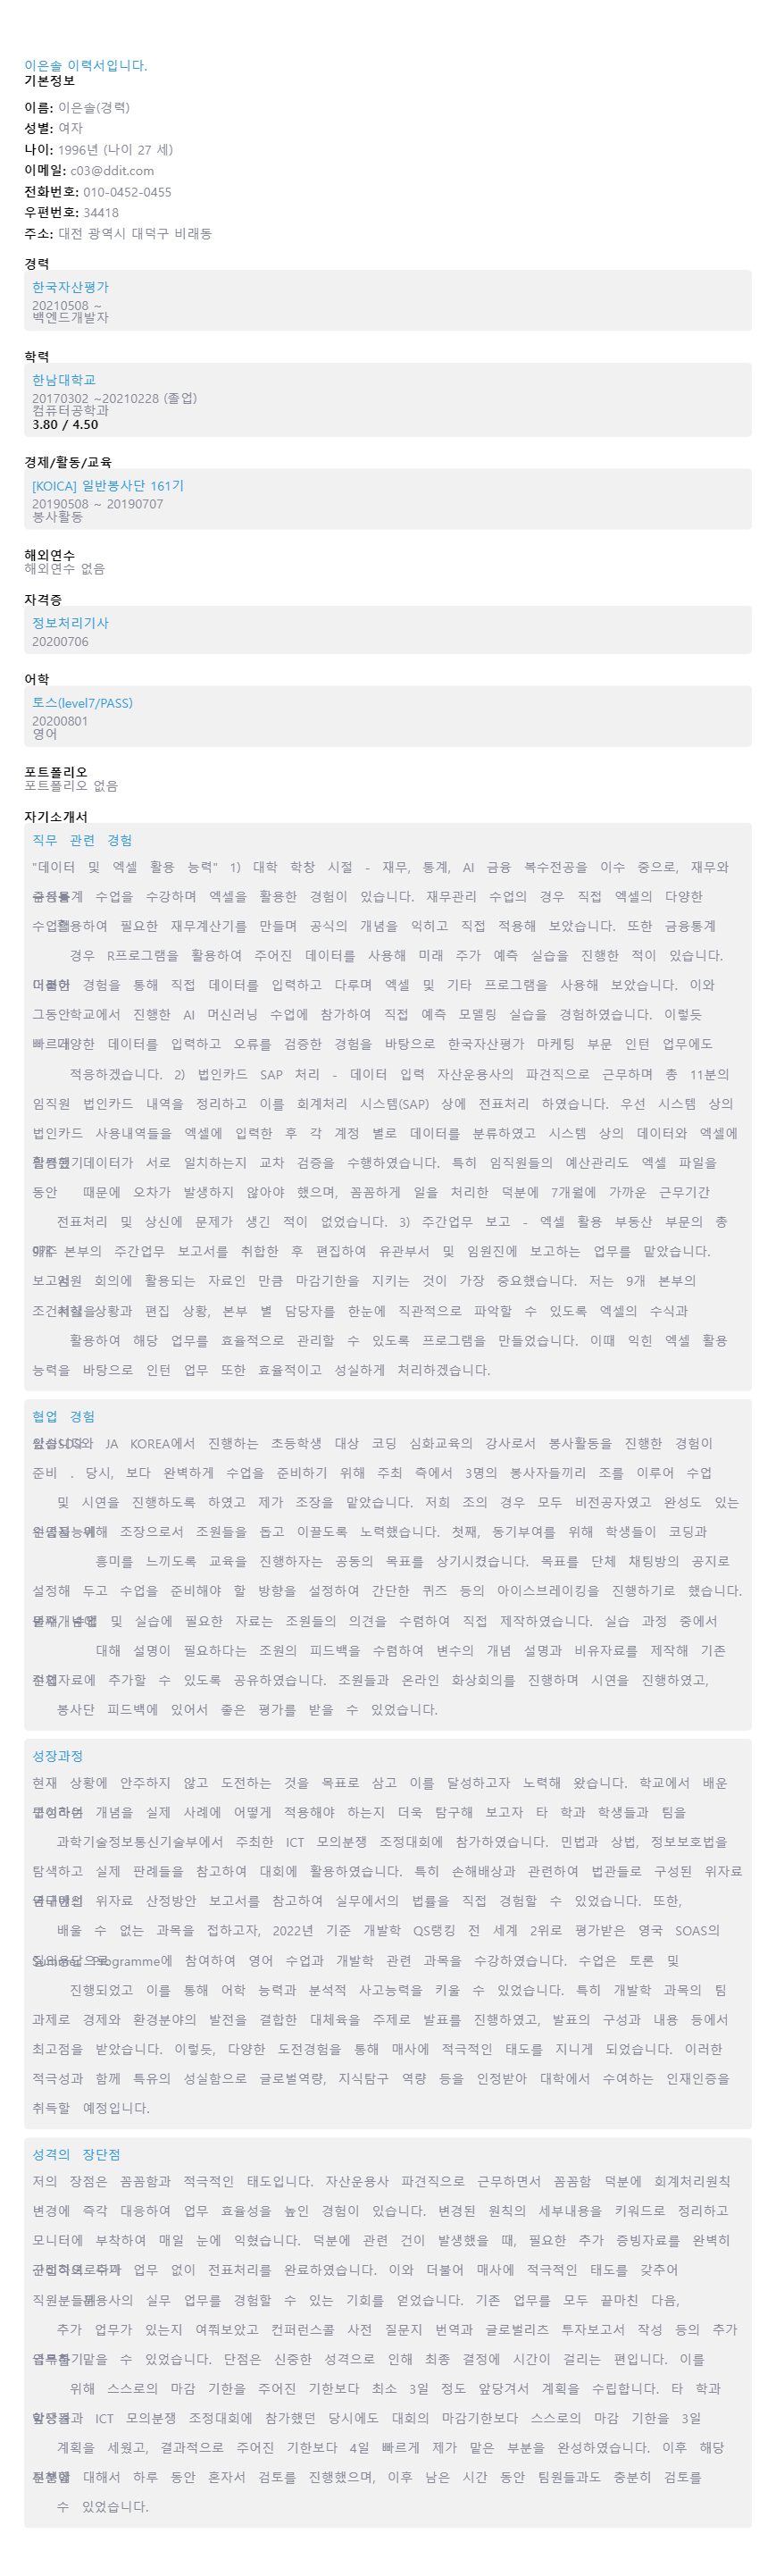 이은솔 이력서입니다.
기본정보
이름: 이은솔(경력)
성별: 여자
나이: 1996년 (나이 27 세)
이메일: c03@ddit.com
전화번호: 010-0452-0455
우편번호: 34418
주소: 대전 광역시 대덕구 비래동
경력
한국자산평가
20210508 ~
백엔드개발자
학력
한남대학교
20170302 ~20210228 (졸업)
컴퓨터공학과
3.80 / 4.50
경제/활동/교육
[KOICA] 일반봉사단 161기
20190508 ~ 20190707
봉사활동
해외연수
해외연수 없음
자격증
정보처리기사
20200706
어학
토스(level7/PASS)
20200801
영어
포트폴리오
포트폴리오 없음
자기소개서
직무 관련 경험
"데이터 및 엑셀 활용 능력" 1) 대학 학창 시절 - 재무, 통계, AI 금융 복수전공을 이수 중으로, 재무와
수업을 수강하며 엑셀을 활용한 경험이 있습니다. 재무관리 수업의 경우 직접 엑셀의 다양한
필요한 재무계산기를 만들며 공식의 개념을 익히고 직접 적용해 보았습니다. 또한 금융통계
경우 R프로그램을 활용하여 주어진 데이터를 사용해 미래 주가 예측 실습을 진행한 적이 있습니다.
경험을 통해 직접 데이터를 입력하고 다루며 엑셀 및 기타 프로그램을 사용해 보았습니다. 이와
진행한 AI 머신러닝 수업에 참가하여 직접 예측 모델링 실습을 경험하였습니다. 이렇듯
데이터를 입력하고 오류를 검증한 경험을 바탕으로 한국자산평가 마케팅 부문 인턴 업무에도
적응하겠습니다. 2) 법인카드 SAP 처리 - 데이터 입력 자산운용사의 파견직으로 근무하며 총 11분의
임직원 법인카드 내역을 정리하고 이를 회계처리 시스템(SAP) 상에 전표처리 하였습니다. 우선 시스템 상의
법인카드 사용내역들을 엑셀에 입력한 후 각 계정 별로 데이터를 분류하였고 시스템 상의 데이터와 엑셀에
데이터가 서로 일치하는지 교차 검증을 수행하였습니다. 특히 임직원들의 예산관리도 엑셀 파일을
동안 때문에 오차가 발생하지 않아야 했으며, 꼼꼼하게 일을 처리한 덕분에 7개월에 가까운 근무기간
전표처리 및 상신에 문제가 생긴 적이 없었습니다. 3) 주간업무 보고 - 엑셀 활용 부동산 부문의 총
본부의 주간업무 보고서를 취합한 후 편집하여 유관부서 및 임원진에 보고하는 업무를 맡았습니다.
회의에 활용되는 자료인 만큼 마감기한을 지키는 것이 가장 중요했습니다. 저는 9개 본부의
편집 상황, 본부 별 담당자를 한눈에 직관적으로 파악할 수 있도록 엑셀의 수식과
활용하여 해당 업무를 효율적으로 관리할 수 있도록 프로그램을 만들었습니다. 이때 익힌 엑셀 활용
능력을 바탕으로 인턴 업무 또한 효율적이고 성실하게 처리하겠습니다.
협업 경험
JA KOREA에서 진행하는 초등학생 대상 코딩 심화교육의 강사로서 봉사활동을 진행한 경험이
준비 . 당시, 보다 완벽하게 수업을 준비하기 위해 주최 측에서 3명의 봉사자들끼리 조를 이루어 수업
및 시연을 진행하도록 하였고 제가 조장을 맡았습니다. 저희 조의 경우 모두 비전공자였고 완성도 있는
위해 조장으로서 조원들을 돕고 이끌도록 노력했습니다. 첫째, 동기부여를 위해 학생들이 코딩과
흥미를 느끼도록 교육을 진행하자는 공동의 목표를 상기시켰습니다. 목표를 단체 채팅방의 공지로
설정해 두고 수업을 준비해야 할 방향을 설정하여 간단한 퀴즈 등의 아이스브레이킹을 진행하기로 했습니다.
및 실습에 필요한 자료는 조원들의 의견을 수렴하여 직접 제작하였습니다. 실습 과정 중에서
대해 설명이 필요하다는 조원의 피드백을 수렴하여 변수의 개념 설명과 비유자료를 제작해 기존
추가할 수 있도록 공유하였습니다. 조원들과 온라인 화상회의를 진행하며 시연을 진행하였고,
봉사단 피드백에 있어서 좋은 평가를 받을 수 있었습니다.
성장과정
현재 상황에 안주하지 않고 도전하는 것을 목표로 삼고 이를 달성하고자 노력해 왔습니다. 학교에서 배운
개념을 실제 사례에 어떻게 적용해야 하는지 더욱 탐구해 보고자 타 학과 학생들과 팀을
과학기술정보통신기술부에서 주최한 ICT 모의분쟁 조정대회에 참가하였습니다. 민법과 상법, 정보보호법을
탐색하고 실제 판례들을 참고하여 대회에 활용하였습니다. 특히 손해배상과 관련하여 법관들로 구성된 위자료
위자료 산정방안 보고서를 참고하여 실무에서의 법률을 직접 경험할 수 있었습니다. 또한,
배울 수 없는 과목을 접하고자, 2022년 기준 개발학 QS랭킹 전 세계 2위로 평가받은 영국 SOAS의
Programme에 참여하여 영어 수업과 개발학 관련 과목을 수강하였습니다. 수업은 토론 및
진행되었고 이를 통해 어학 능력과 분석적 사고능력을 키울 수 있었습니다. 특히 개발학 과목의 팀
과제로 경제와 환경분야의 발전을 결합한 대체육을 주제로 발표를 진행하였고, 발표의 구성과 내용 등에서
최고점을 받았습니다. 이렇듯, 다양한 도전경험을 통해 매사에 적극적인 태도를 지니게 되었습니다. 이러한
적극성과 함께 특유의 성실함으로 글로벌역량, 지식탐구 역량 등을 인정받아 대학에서 수여하는 인재인증을
취득할 예정입니다.
성격의 장단점
저의 장점은 꼼꼼함과 적극적인 태도입니다. 자산운용사 파견직으로 근무하면서 꼼꼼함 덕분에 회계처리원칙
변경에 즉각 대응하여 업무 효율성을 높인 경험이 있습니다. 변경된 원칙의 세부내용을 키워드로 정리하고
모니터에 부착하여 매일 눈에 익혔습니다. 덕분에 관련 건이 발생했을 때, 필요한 추가 증빙자료를 완벽히
업무 없이 전표처리를 완료하였습니다. 이와 더불어 매사에 적극적인 태도를 갖추어
실무 업무를 경험할 수 있는 기회를 얻었습니다. 기존 업무를 모두 끝마친 다음,
추가 업무가 있는지 여쭤보았고 컨퍼런스콜 사전 질문지 번역과 글로벌리츠 투자보고서 작성 등의 추가
맡을 수 있었습니다. 단점은 신중한 성격으로 인해 최종 결정에 시간이 걸리는 편입니다. 이를
위해 스스로의 마감 기한을 주어진 기한보다 최소 3일 정도 앞당겨서 계획을 수립합니다. 타 학과
ICT 모의분쟁 조정대회에 참가했던 당시에도 대회의 마감기한보다 스스로의 마감 기한을 3일
계획을 세웠고, 결과적으로 주어진 기한보다 4일 빠르게 제가 맡은 부분을 완성하였습니다. 이후 해당
대해서 하루 동안 혼자서 검토를 진행했으며, 이후 남은 시간 동안 팀원들과도 충분히 검토를
수 있었습니다.